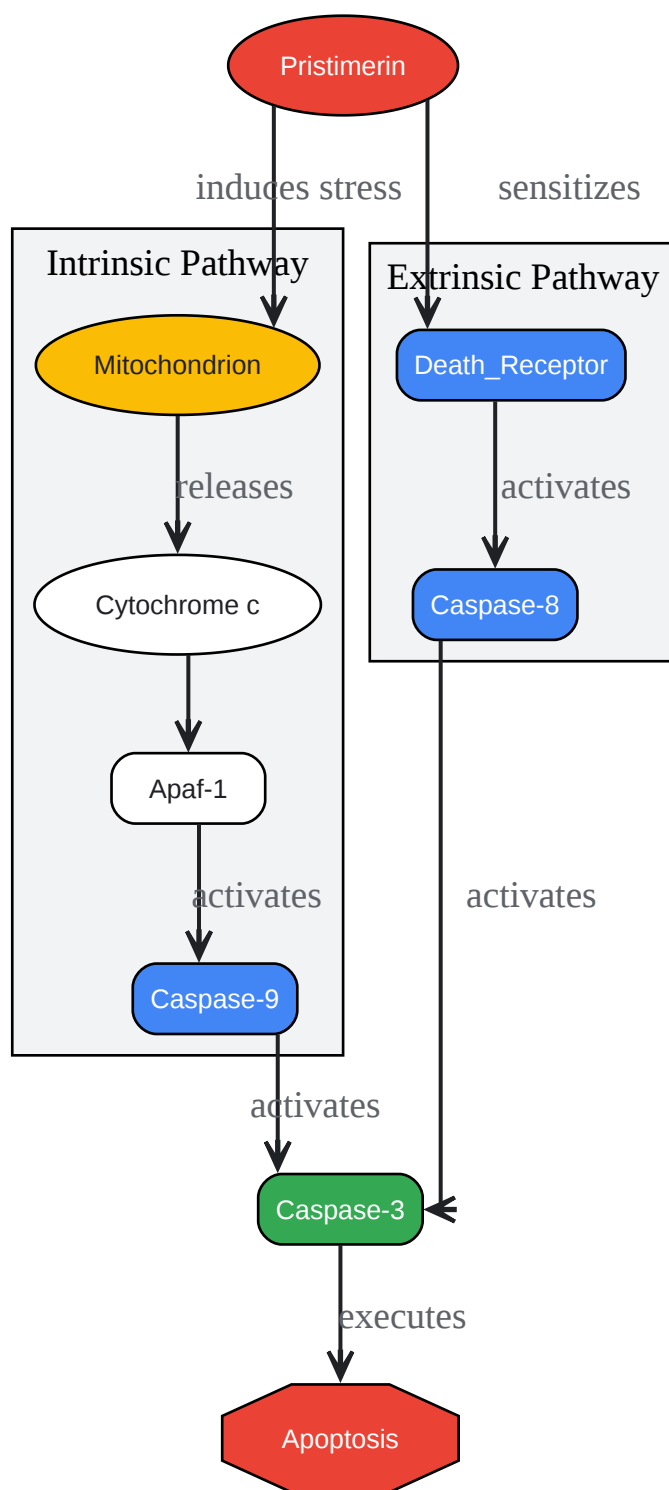 Pristimerin
induces stress
sensitizes
Intrinsic Pathway
Extrinsic Pathway
Mitochondrion
Death_Receptor
releases
activates
Cytochrome c
Caspase-8
Apaf-1
activates
activates
Caspase-9
activates
Caspase-3
executes
Apoptosis